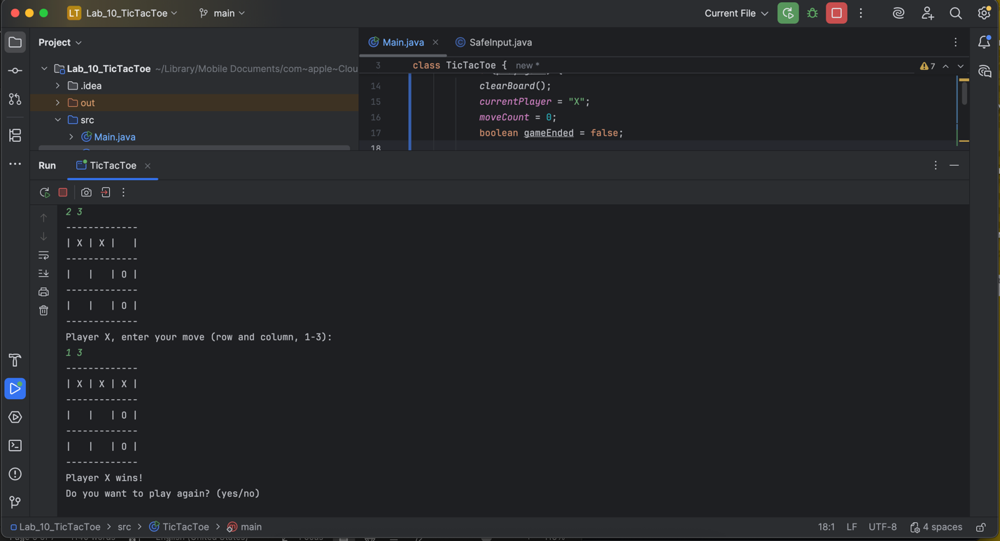 LT Lab_10_TicTacToe main Current File
Project Main.java SafeInput.java
Lab_10_TicTacToe ~/Library/Mobile Documents/com~apple~Clou 3 class TicTacToe { new * 7
.idea
14 clearBoard();
out 15 currentPlayer = "X";
src 16 moveCount = 0;
Main.java 17 boolean gameEnded = false;
18
Run TicTacToe
2 3
-------------
| X | X |   |
-------------
|   |   | O |
-------------
|   |   | O |
-------------
Player X, enter your move (row and column, 1-3):
1 3
-------------
| X | X | X |
-------------
|   |   | O |
-------------
|   |   | O |
-------------
Player X wins!
Do you want to play again? (yes/no)
Lab_10_TicTacToe > src > TicTacToe > main 18:1 LF UTF-8 4 spaces